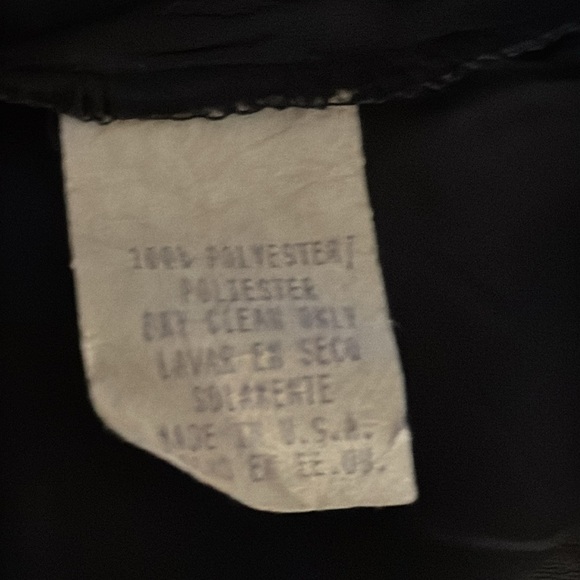 100% POLYESTER/
POLIESTER
DRY CLEAN ONLY
LAVAR EN SECO
SOLAMENTE
MADE IN U.S.A.
EN EE.UU.